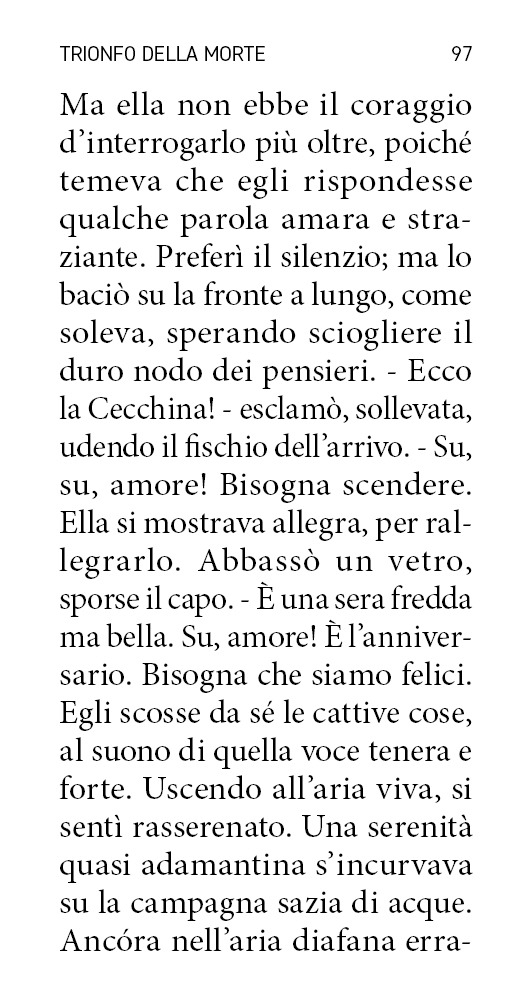 TRIONFO DELLA MORTE 97
Ma ella non ebbe il coraggio
d'interrogarlo più oltre, poiché
temeva che egli rispondesse
qualche parola amara e stra-
ziante. Preferì il silenzio; ma lo
baciò su la fronte a lungo, come
soleva, sperando sciogliere il
duro nodo dei pensieri. - Ecco
la Cecchina! - esclamò, sollevata,
udendo il fischio dell'arrivo. - Su,
su, amore! Bisogna scendere.
Ella si mostrava allegra, per ral-
legrarlo. Abbassò un vetro,
sporse il capo. - È una sera fredda
ma bella. Su, amore! È l'anniver-
sario. Bisogna che siamo felici.
Egli scosse da sé le cattive cose,
al suono di quella voce tenera e
forte. Uscendo all'aria viva, si
sentì rasserenato. Una serenità
quasi adamantina s'incurvava
su la campagna sazia di acque.
Ancóra nell'aria diafana erra-